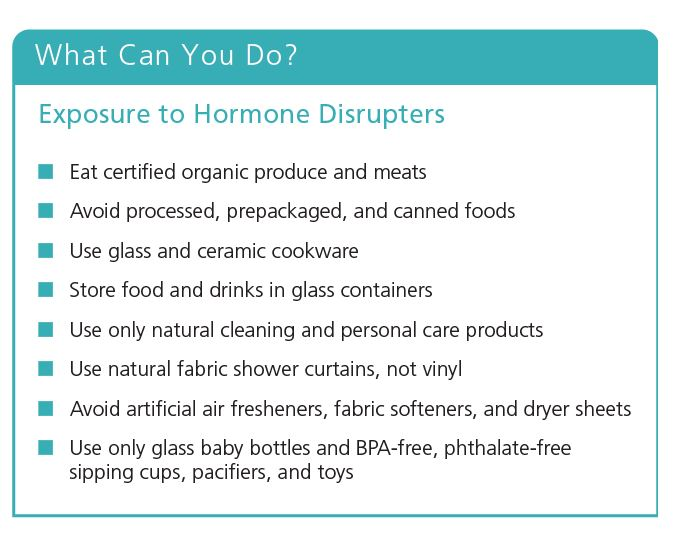 What Can You Do?
Exposure to Hormone Disrupters
Eat certified organic produce and meats
Avoid processed, prepackaged, and canned foods
Use glass and ceramic cookware
Store food and drinks in glass containers
Use only natural cleaning and personal care products
Use natural fabric shower curtains, not vinyl
Avoid artificial air fresheners, fabric softeners, and dryer sheets
Use only glass baby bottles and BPA-free, phthalate-free
sipping cups, pacifiers, and toys